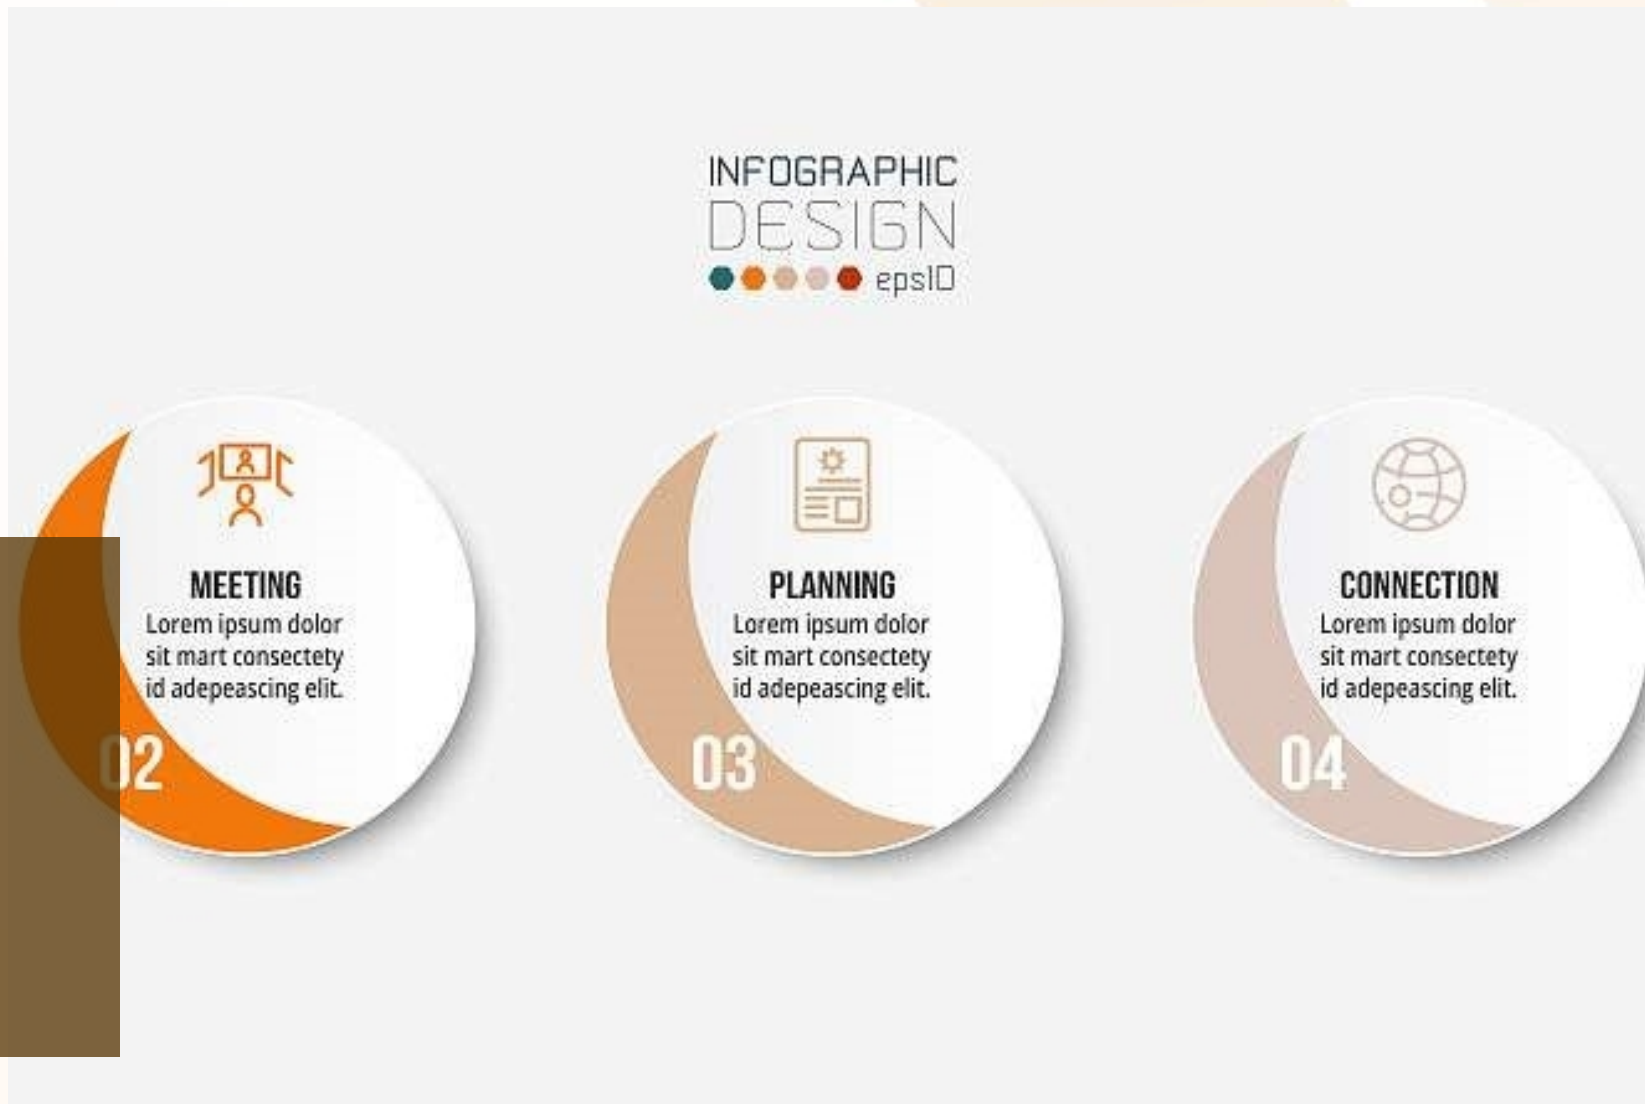 INFOGRAPHIC
DESIGN
eps10
MEETING
Lorem ipsum dolor
sit mart consectety
id adepeascing elit.
02
PLANNING
Lorem ipsum dolor
sit mart consectety
id adepeascing elit.
03
CONNECTION
Lorem ipsum dolor
sit mart consectety
id adepeascing elit.
04